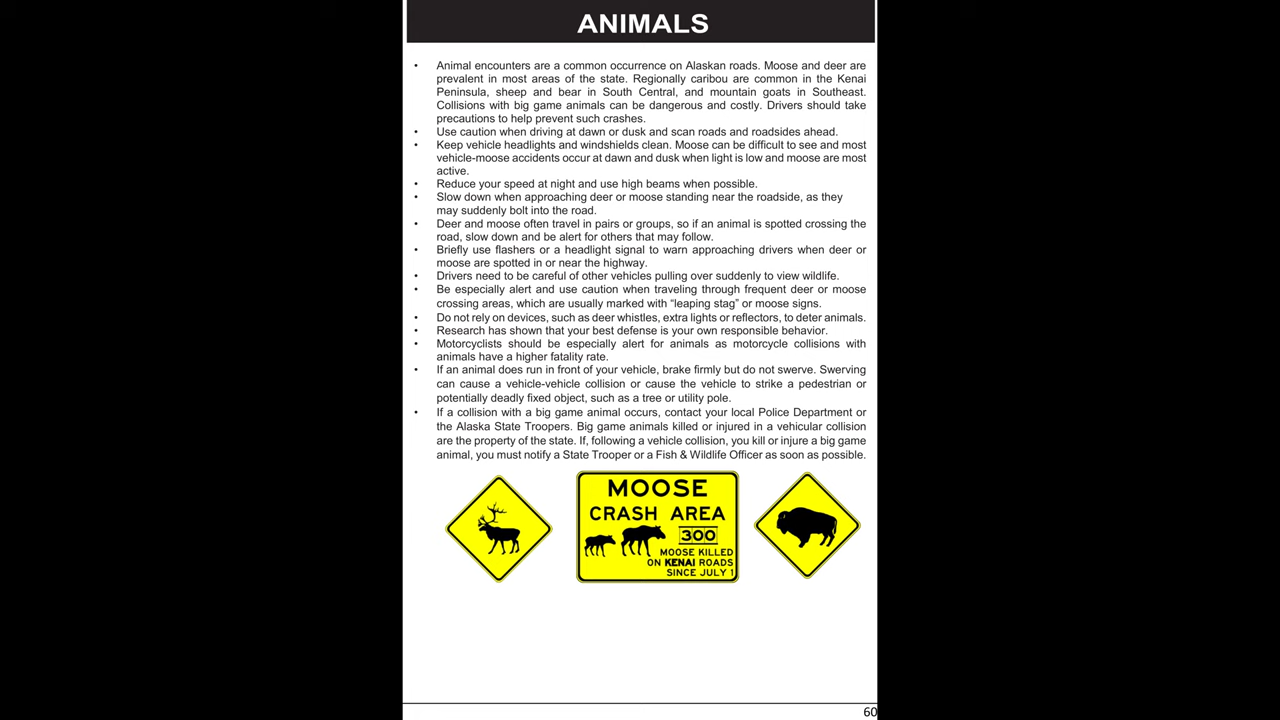 ANIMALS
• Animal encounters are a common occurrence on Alaskan roads. Moose and deer are
prevalent in most areas of the state. Regionally caribou are common in the Kenai
Peninsula, sheep and bear in South Central, and mountain goats in Southeast.
Collisions with big game animals can be dangerous and costly. Drivers should take
precautions to help prevent such crashes.
• Use caution when driving at dawn or dusk and scan roads and roadsides ahead.
• Keep vehicle headlights and windshields clean. Moose can be difficult to see and most
vehicle-moose accidents occur at dawn and dusk when light is low and moose are most
active.
• Reduce your speed at night and use high beams when possible.
• Slow down when approaching deer or moose standing near the roadside, as they
may suddenly bolt into the road.
• Deer and moose often travel in pairs or groups, so if an animal is spotted crossing the
road, slow down and be alert for others that may follow.
• Briefly use flashers or a headlight signal to warn approaching drivers when deer or
moose are spotted in or near the highway.
• Drivers need to be careful of other vehicles pulling over suddenly to view wildlife.
• Be especially alert and use caution when traveling through frequent deer or moose
crossing areas, which are usually marked with “leaping stag” or moose signs.
• Do not rely on devices, such as deer whistles, extra lights or reflectors, to deter animals.
• Research has shown that your best defense is your own responsible behavior.
• Motorcyclists should be especially alert for animals as motorcycle collisions with
animals have a higher fatality rate.
• If an animal does run in front of your vehicle, brake firmly but do not swerve. Swerving
can cause a vehicle-vehicle collision or cause the vehicle to strike a pedestrian or
potentially deadly fixed object, such as a tree or utility pole.
• If a collision with a big game animal occurs, contact your local Police Department or
the Alaska State Troopers. Big game animals killed or injured in a vehicular collision
are the property of the state. If, following a vehicle collision, you kill or injure a big game
animal, you must notify a State Trooper or a Fish & Wildlife Officer as soon as possible.
MOOSE
CRASH AREA
300
MOOSE KILLED
ON KENAI ROADS
SINCE JULY 1
60